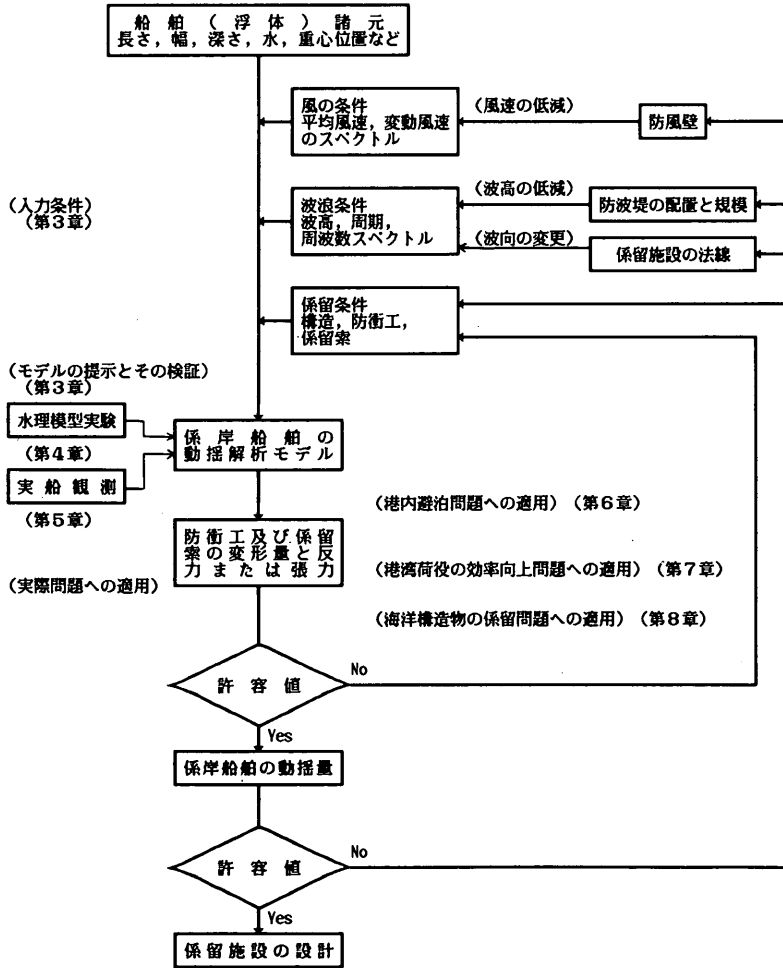 船舶（浮体）諸元
長さ，幅，深さ，水，重心位置など
風の条件
平均風速，変動風速
のスペクトル
（風速の低減）
防風壁
（入力条件）
（第３章）
波浪条件
波高，周期，
周波数スペクトル
（波高の低減）
防波堤の配置と規模
（波向の変更）
係留施設の法線
係留条件
構造，防衝工，
係留索
（モデルの提示とその検証）
（第３章）
水理模型実験
（第４章）
実船観測
（第５章）
係岸船舶の
動揺解析モデル
（港内避泊問題への適用）（第６章）
防衝工及び係留
索の変形量と反
力または張力
（実際問題への適用）
（港湾荷役の効率向上問題への適用）（第７章）
（海洋構造物の係留問題への適用）（第８章）
許容値
No
Yes
係岸船舶の動揺量
許容値
No
Yes
係留施設の設計